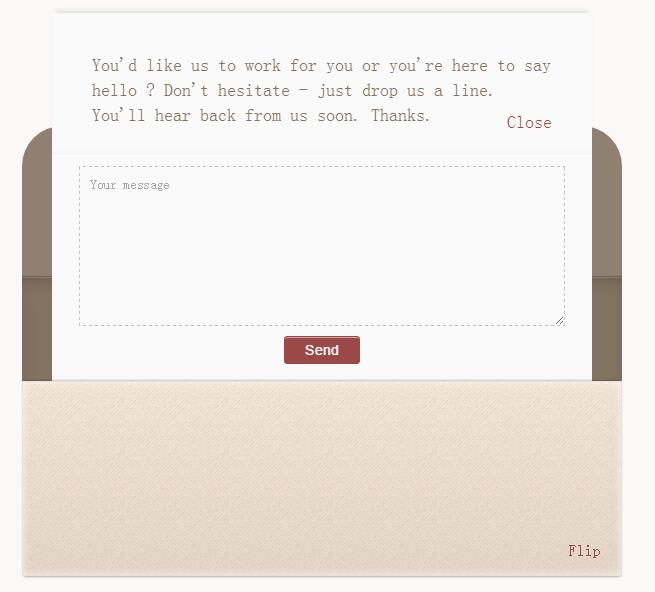 You'd like us to work for you or you're here to say
hello ? Don't hesitate - just drop us a line.
You'll hear back from us soon. Thanks.
Close
Your message
Send
Flip